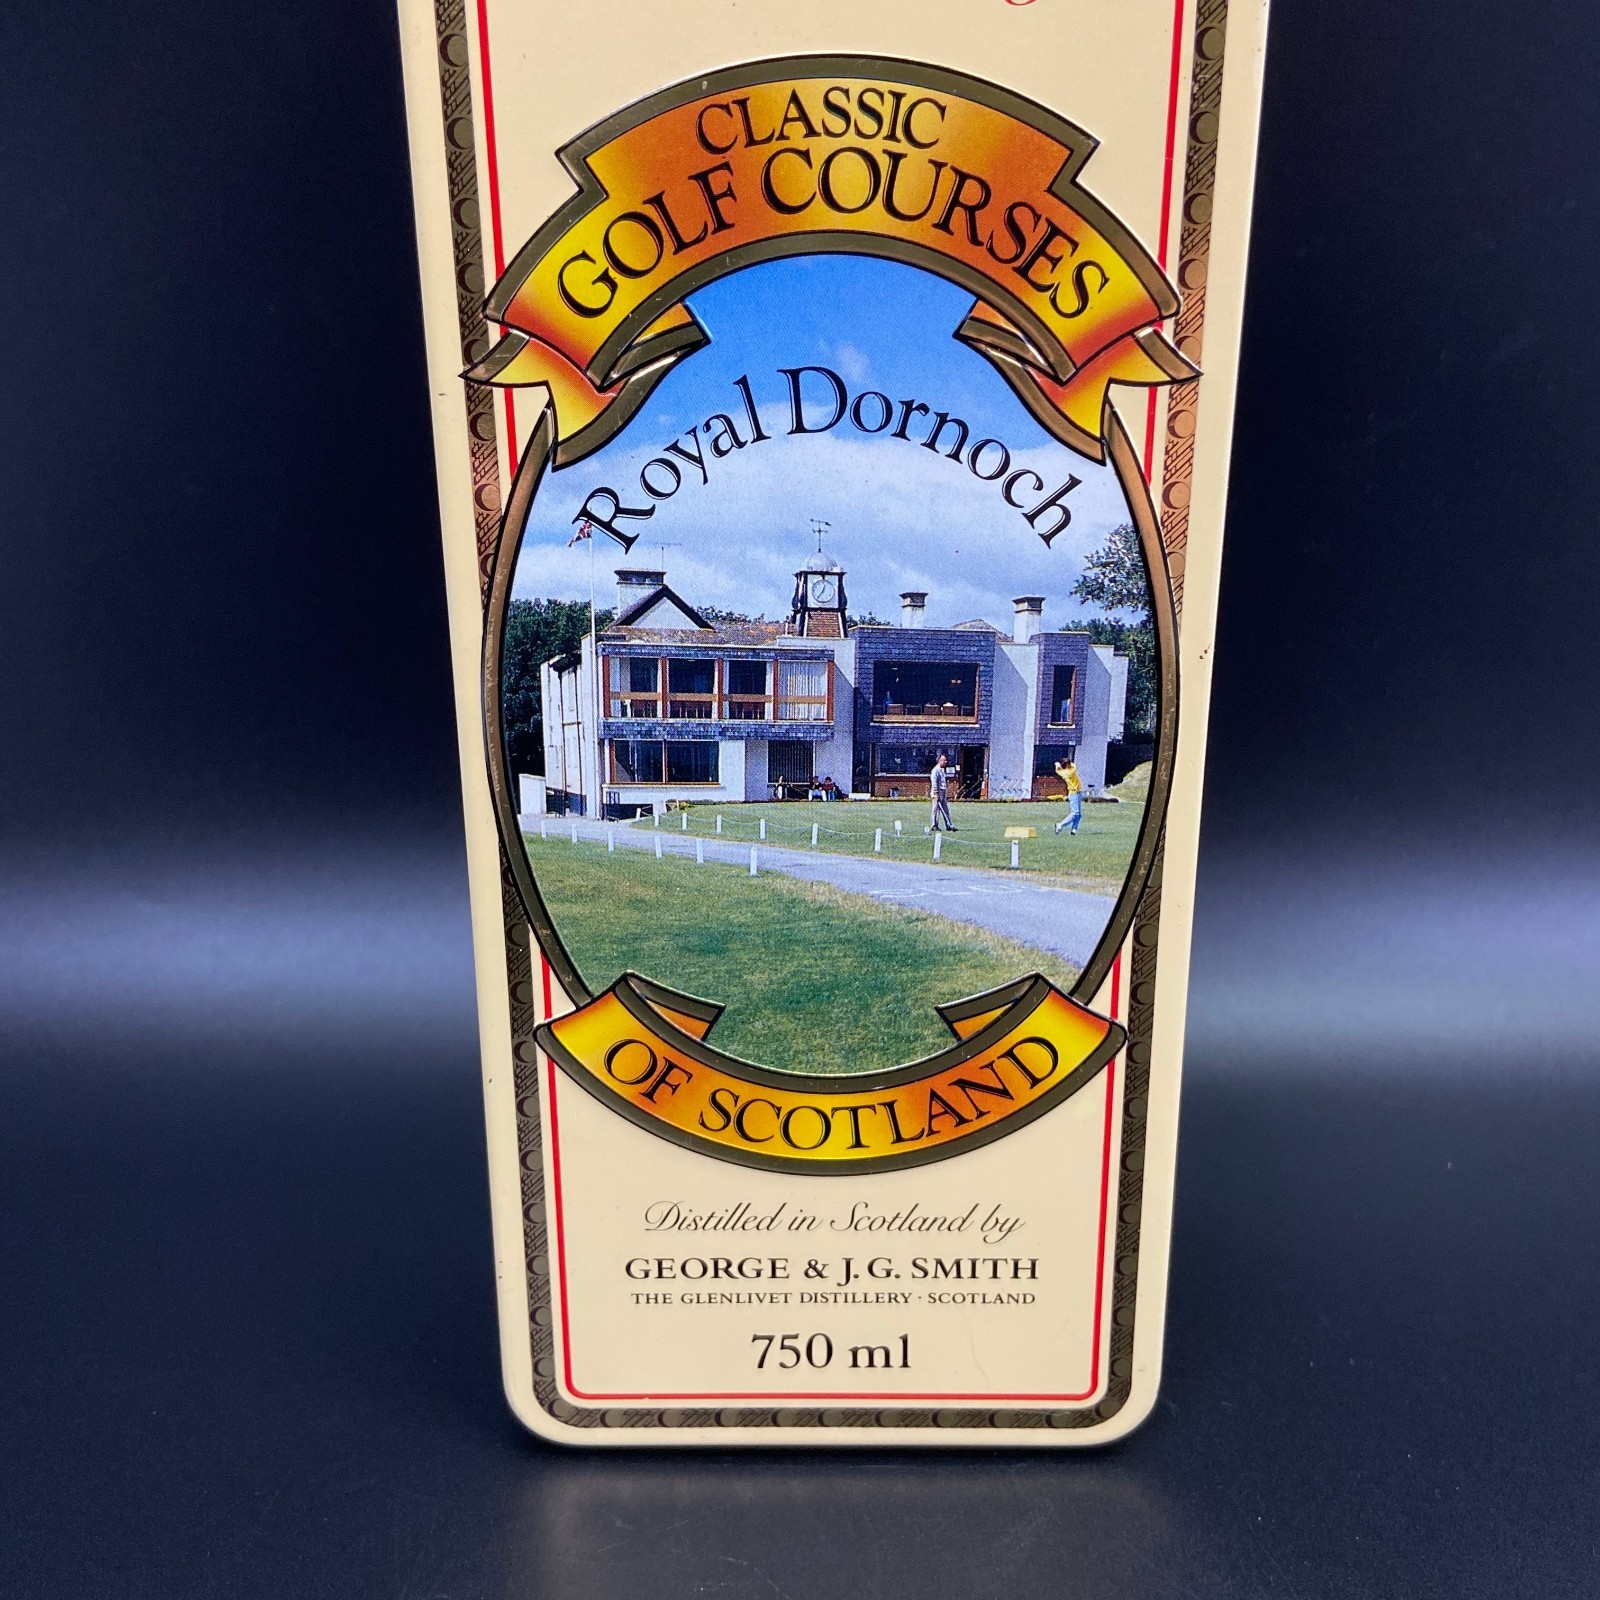 CLASSIC
GOLF COURSES
Royal Dornoch
OF SCOTLAND
Distilled in Scotland by
GEORGE & J. G. SMITH
THE GLENLIVET DISTILLERY · SCOTLAND
750 ml